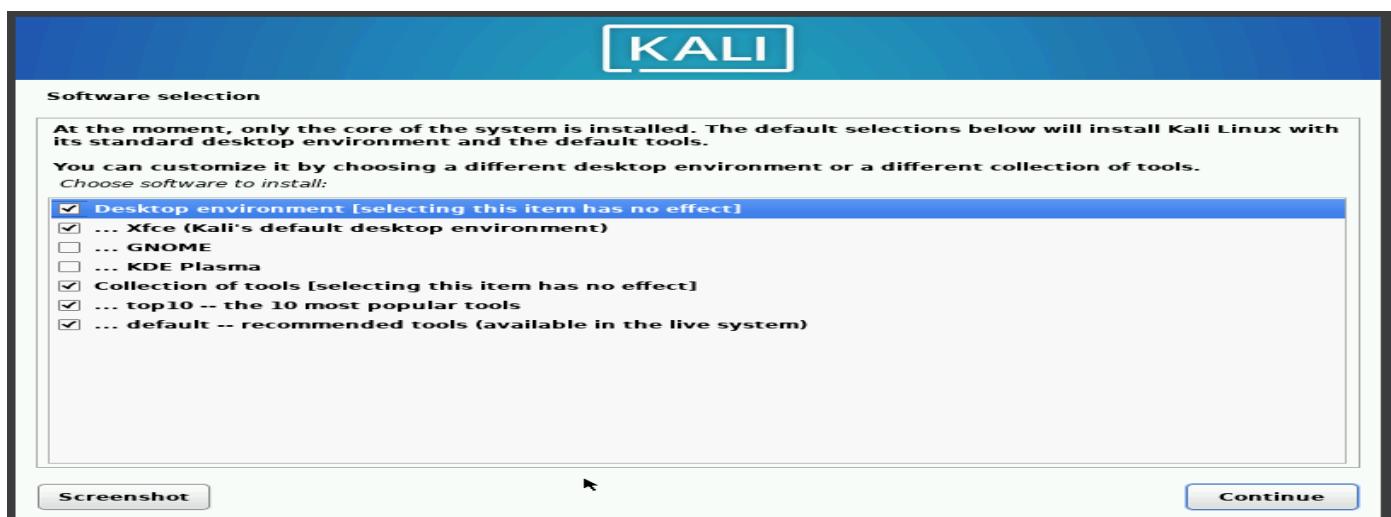 KALI
Software selection
At the moment, only the core of the system is installed. The default selections below will install Kali Linux with
its standard desktop environment and the default tools.
You can customize it by choosing a different desktop environment or a different collection of tools.
Choose software to install:
Desktop environment [selecting this item has no effect]
... Xfce (Kali's default desktop environment)
... GNOME
... KDE Plasma
Collection of tools [selecting this item has no effect]
... top10 -- the 10 most popular tools
... default -- recommended tools (available in the live system)
Screenshot
Continue